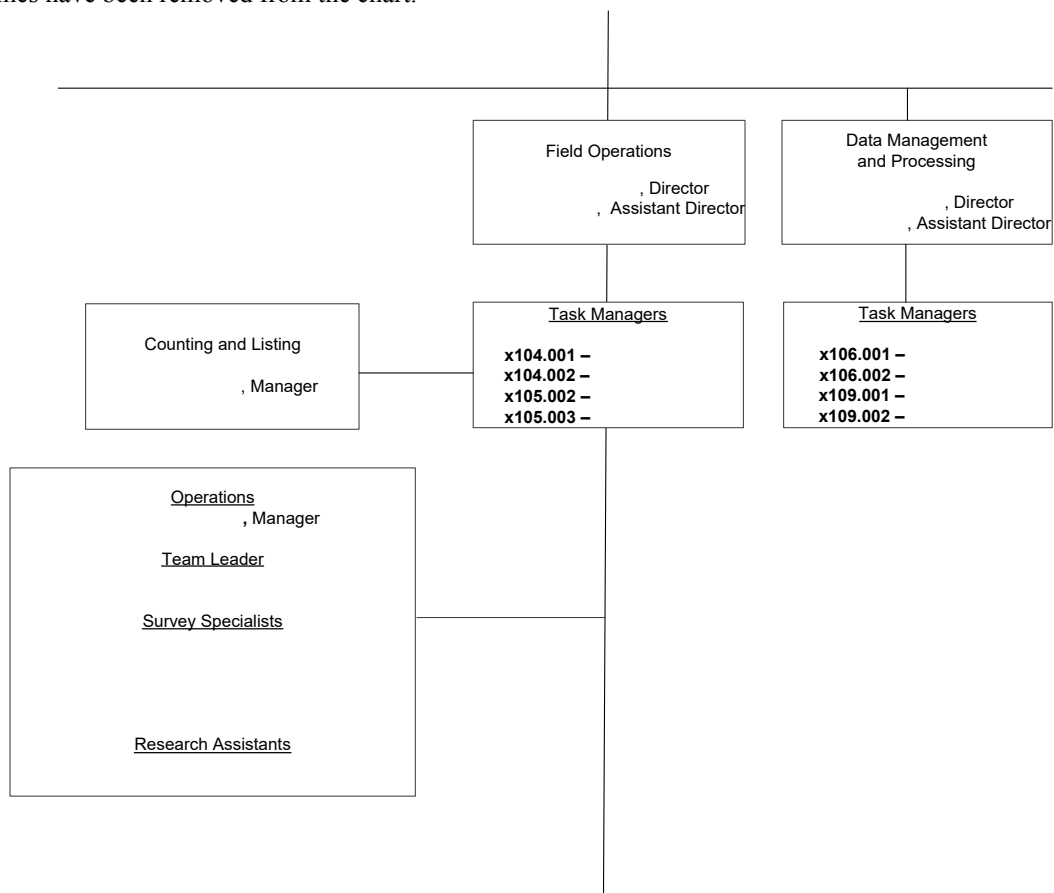 have been removed from the chart.
Field Operations
, Director
, Assistant Director
Data Management
and Processing
, Director
, Assistant Director
Counting and Listing
, Manager
Task Managers
x104.001 –
x104.002 –
x105.002 –
x105.003 –
Task Managers
x106.001 –
x106.002 –
x109.001 –
x109.002 –
Operations
, Manager
Team Leader
Survey Specialists
Research Assistants